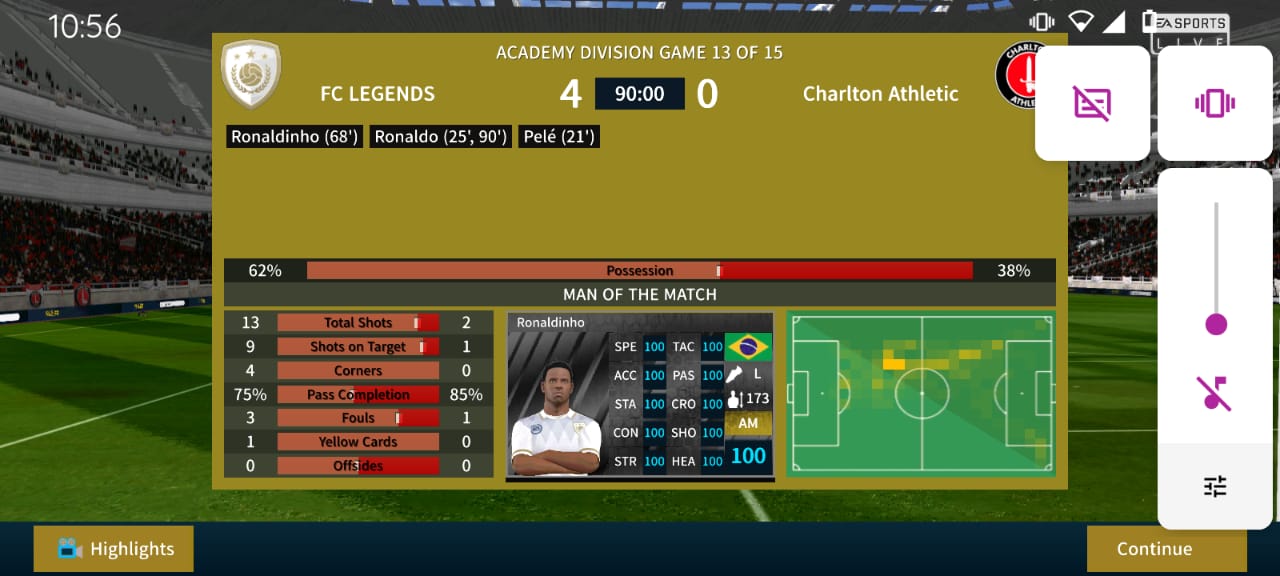 10:56
EA SPORTS
LIVE
ACADEMY DIVISION GAME 13 OF 15
FC LEGENDS 4 90:00 0 Charlton Athletic
CHARLT
ATHLE
Ronaldinho (68') Ronaldo (25', 90') Pelé (21')
62% Possession 38%
MAN OF THE MATCH
13 Total Shots 2
9 Shots on Target 1
4 Corners 0
75% Pass Completion 85%
3 Fouls 1
1 Yellow Cards 0
0 Offsides 0
Ronaldinho
SPE 100 TAC 100
ACC 100 PAS 100 L
STA 100 CRO 100 173
CON 100 SHO 100 AM
STR 100 HEA 100 100
Highlights
Continue